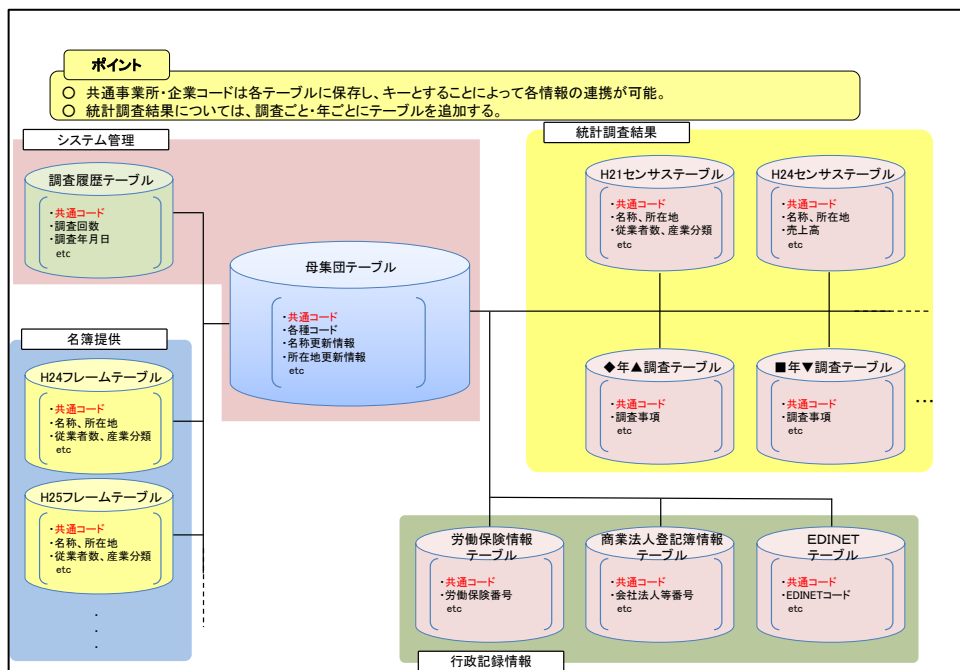 ポイント
○ 共通事業所・企業コードは各テーブルに保存し、キーとすることによって各情報の連携が可能。
○ 統計調査結果については、調査ごと・年ごとにテーブルを追加する。
システム管理
調査履歴テーブル
・共通コード
・調査回数
・調査年月日
etc
母集団テーブル
・共通コード
・各種コード
・名称更新情報
・所在地更新情報
etc
名簿提供
H24フレームテーブル
・共通コード
・名称、所在地
・従業者数、産業分類
etc
H25フレームテーブル
・共通コード
・名称、所在地
・従業者数、産業分類
etc
・
・
・
統計調査結果
H21センサステーブル
・共通コード
・名称、所在地
・従業者数、産業分類
etc
H24センサステーブル
・共通コード
・名称、所在地
・売上高
etc
◆年▲調査テーブル
・共通コード
・調査事項
etc
■年▼調査テーブル
・共通コード
・調査事項
etc
…
労働保険情報
テーブル
・共通コード
・労働保険番号
etc
商業法人登記簿情報
テーブル
・共通コード
・会社法人等番号
etc
EDINET
テーブル
・共通コード
・EDINETコード
etc
行政記録情報